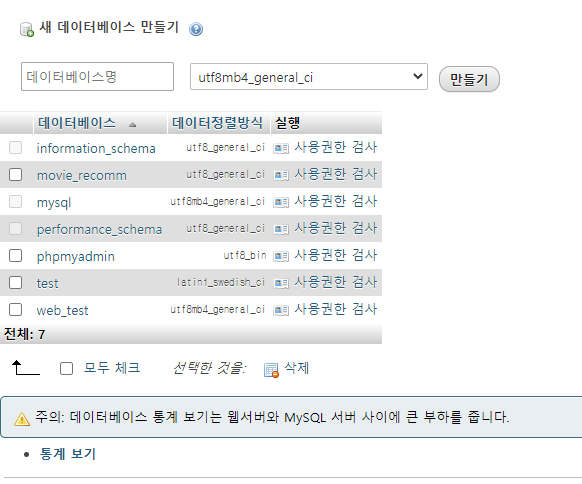 새 데이터베이스 만들기
데이터베이스명 utf8mb4_general_ci 만들기
데이터베이스 데이터정렬방식 실행
information_schema utf8_general_ci 사용권한 검사
movie_recomm utf8_general_ci 사용권한 검사
mysql utf8mb4_general_ci 사용권한 검사
performance_schema utf8_general_ci 사용권한 검사
phpmyadmin utf8_bin 사용권한 검사
test latin1_swedish_ci 사용권한 검사
web_test utf8mb4_general_ci 사용권한 검사
전체: 7
모두 체크 선택한 것을: 삭제
주의: 데이터베이스 통계 보기는 웹서버와 MySQL 서버 사이에 큰 부하를 줍니다.
통계 보기